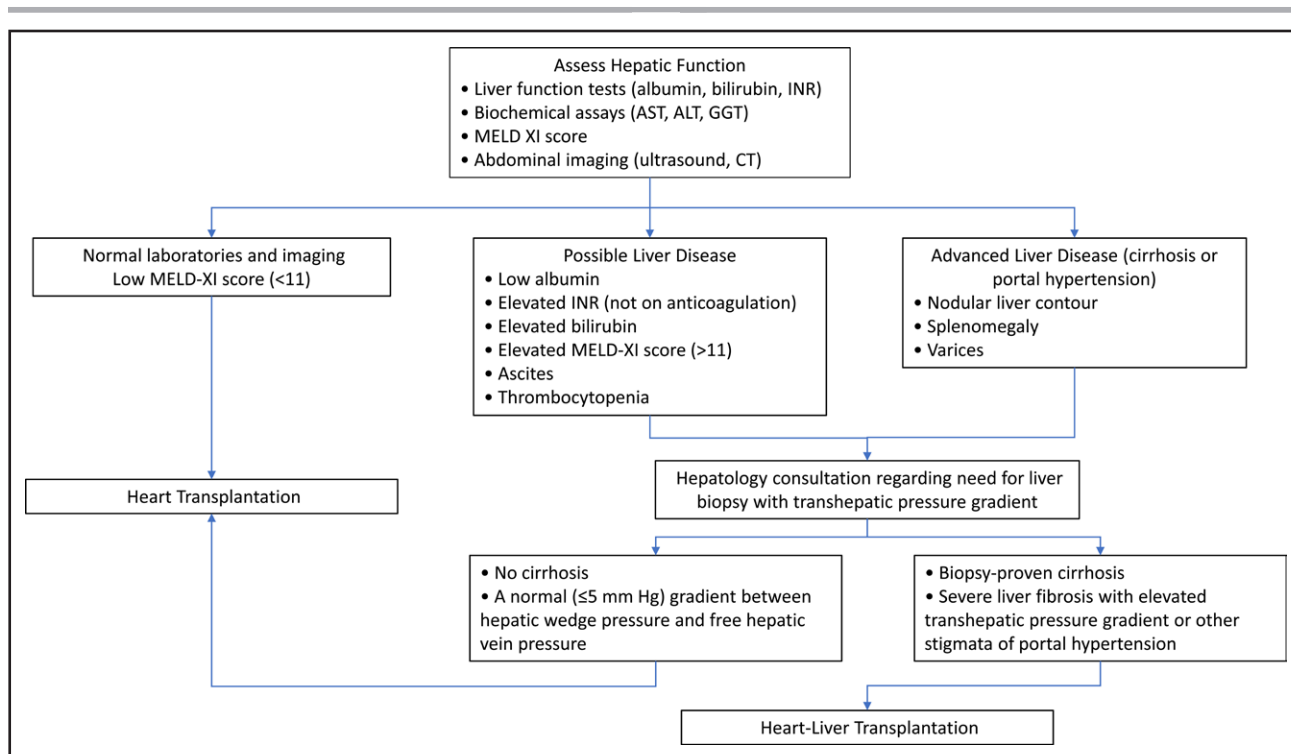 Assess Hepatic Function
• Liver function tests (albumin, bilirubin, INR)
• Biochemical assays (AST, ALT, GGT)
• MELD XI score
• Abdominal imaging (ultrasound, CT)
Normal laboratories and imaging
Low MELD-XI score (<11)
Possible Liver Disease
• Low albumin
• Elevated INR (not on anticoagulation)
• Elevated bilirubin
• Elevated MELD-XI score (>11)
• Ascites
• Thrombocytopenia
Advanced Liver Disease (cirrhosis or
portal hypertension)
• Nodular liver contour
• Splenomegaly
• Varices
Heart Transplantation
Hepatology consultation regarding need for liver
biopsy with transhepatic pressure gradient
• No cirrhosis
• A normal (≤5 mm Hg) gradient between
hepatic wedge pressure and free hepatic
vein pressure
• Biopsy-proven cirrhosis
• Severe liver fibrosis with elevated
transhepatic pressure gradient or other
stigmata of portal hypertension
Heart-Liver Transplantation